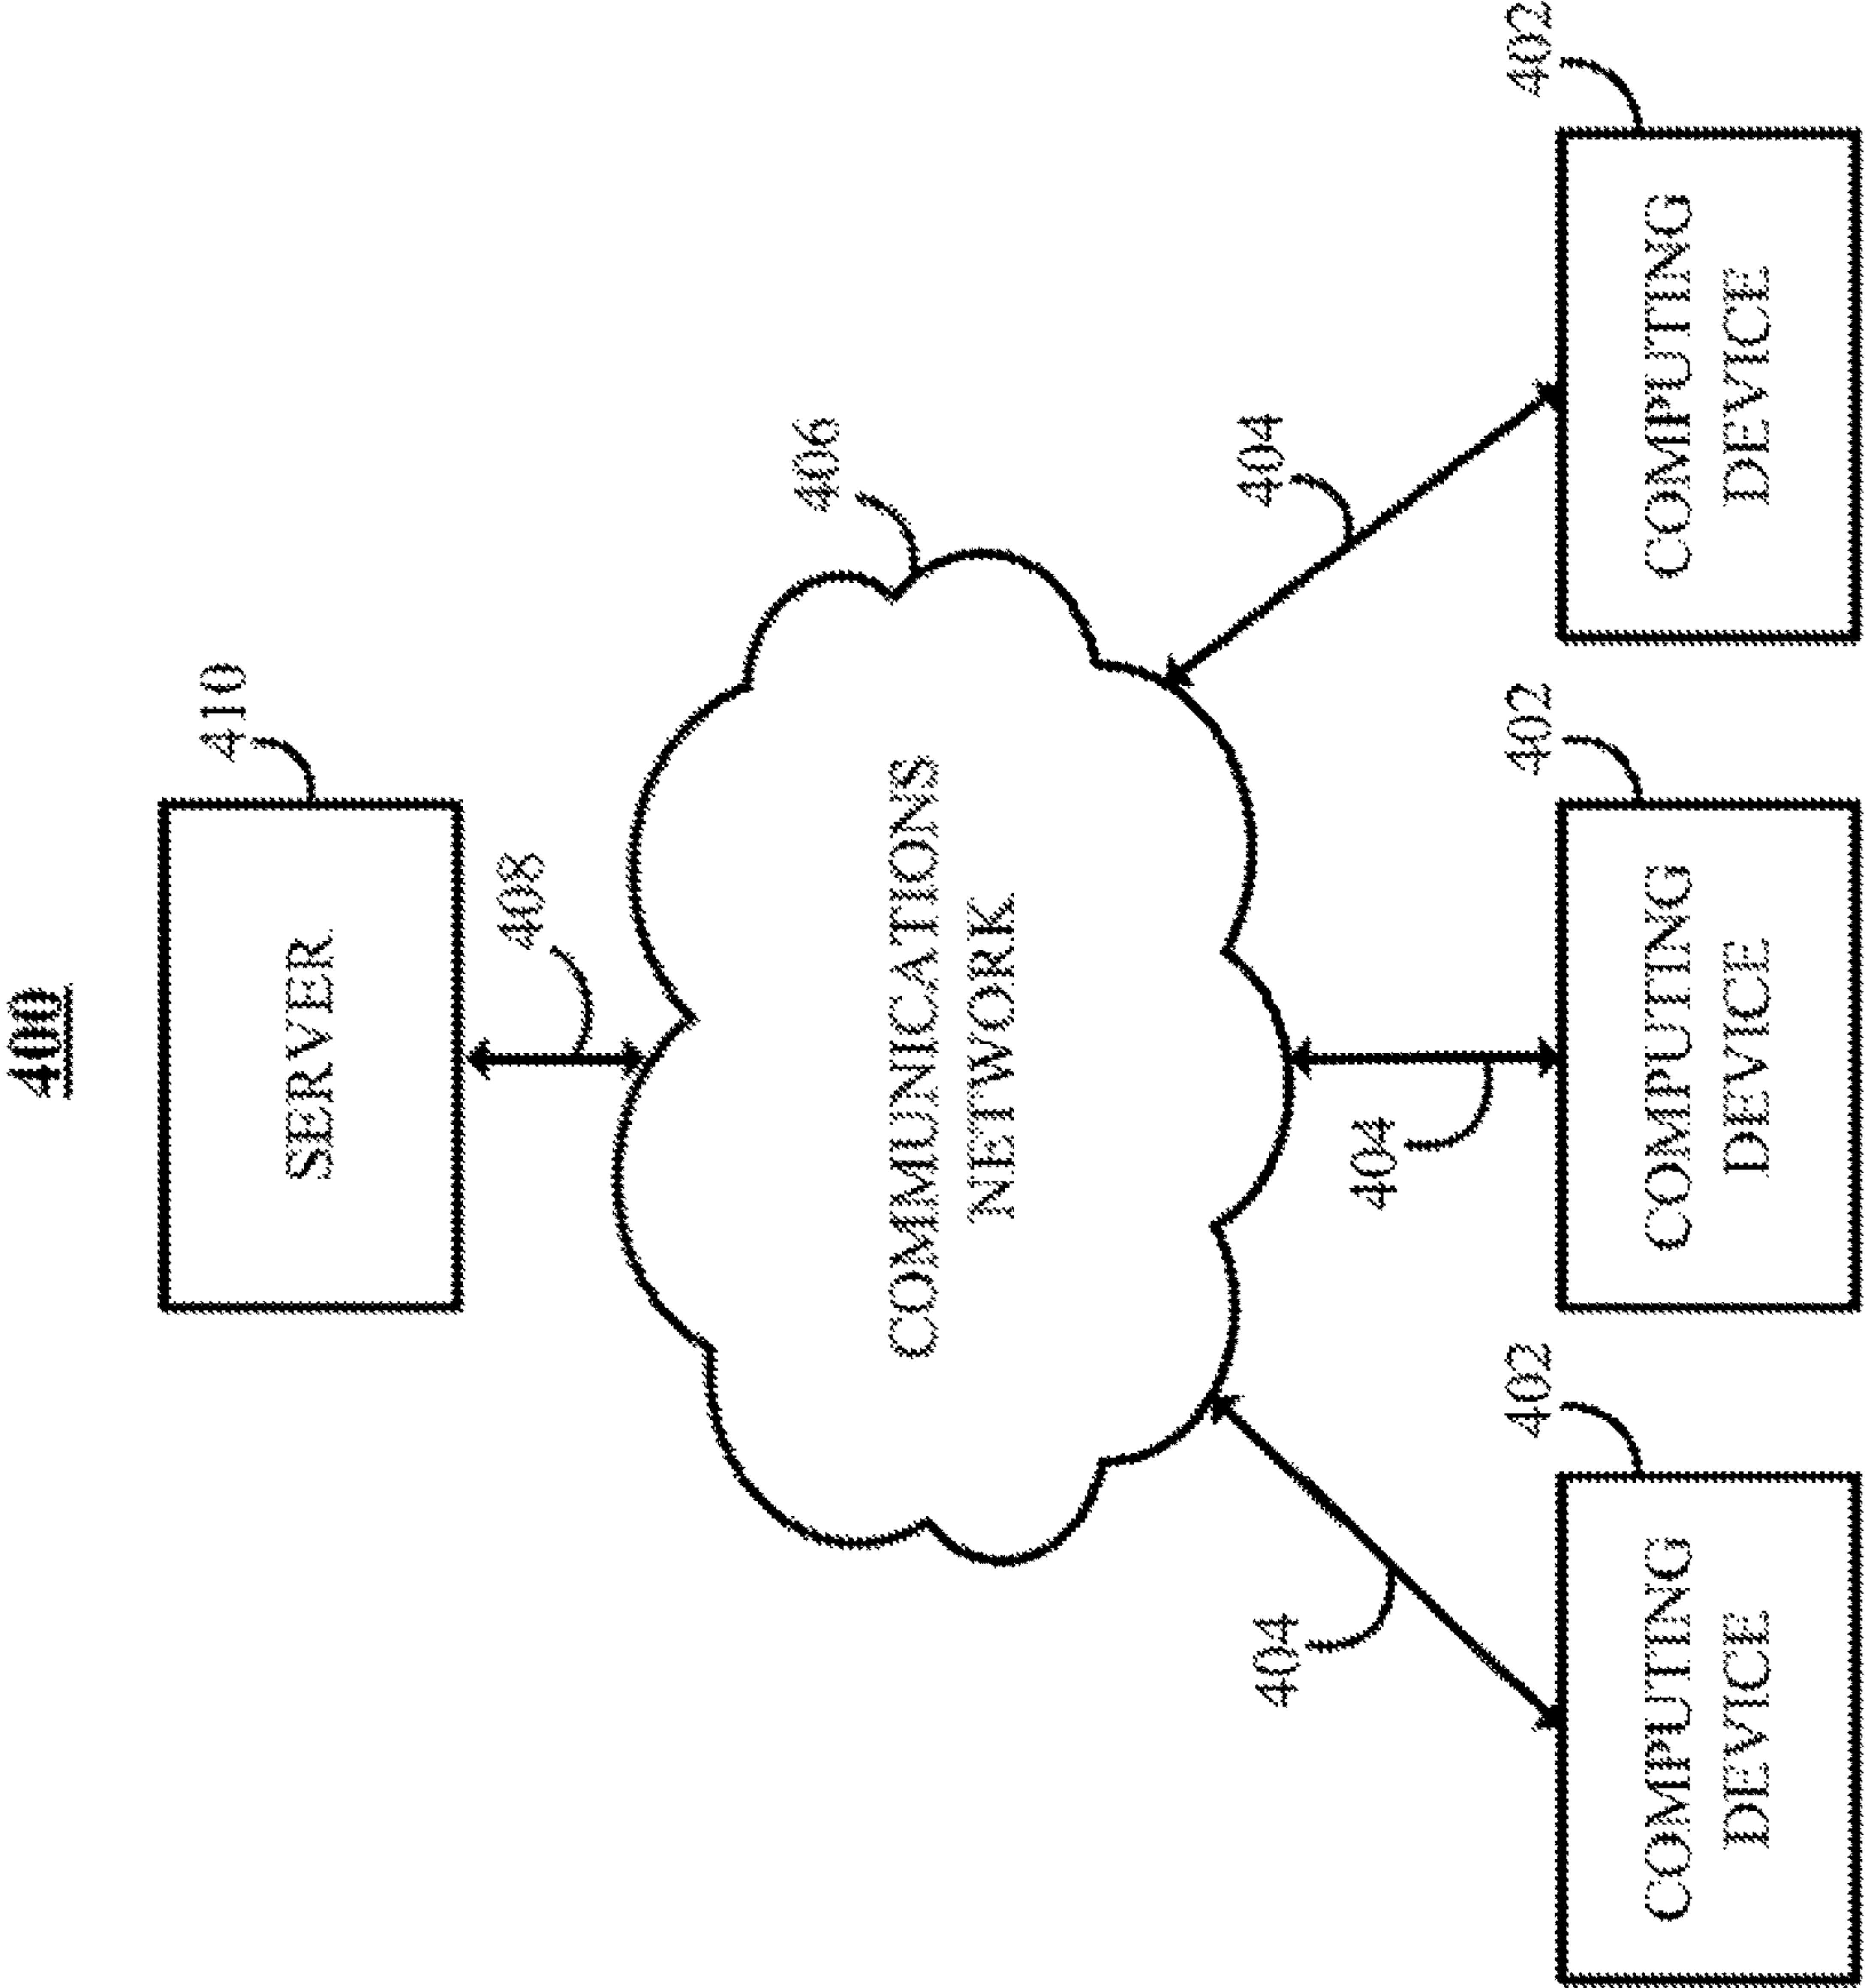 400
SERVER
410
408
COMMUNICATIONS
NETWORK
406
404
404
404
402
402
402
COMPUTING
DEVICE
COMPUTING
DEVICE
COMPUTING
DEVICE